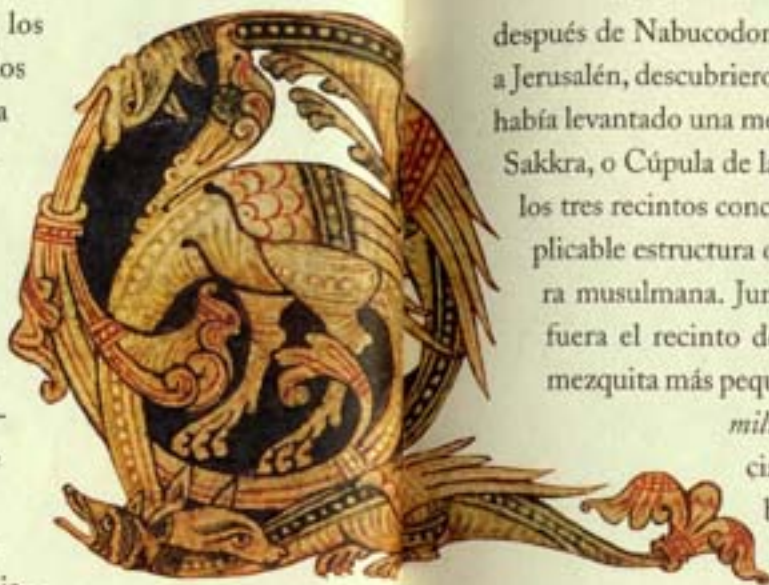 los
os
a
después de Nabucodon
a Jerusalén, descubriero
había levantado una me
Sakkra, o Cúpula de la
los tres recintos conc
plicable estructura
ra musulmana. Jun
fuera el recinto d
mezquita más pequ
mil
ci